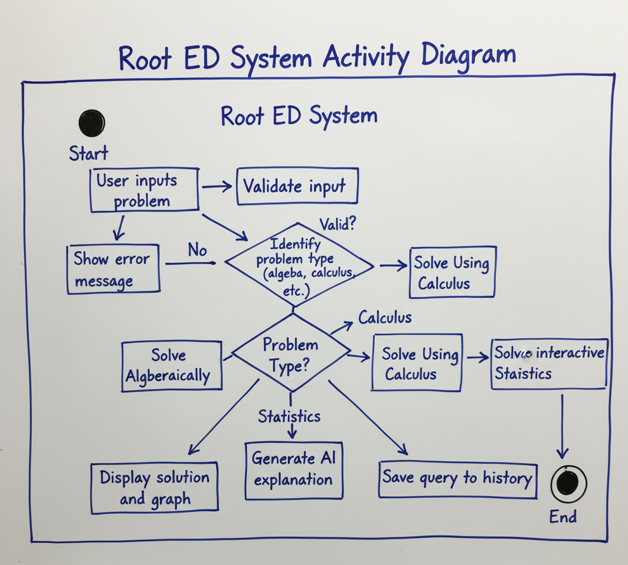 Root ED System Activity Diagram
Root ED System
Start
User inputs
problem
Validate input
Valid?
Show error
message
No
Identify
problem type
(algeba, calculus,
etc.)
Solve Using
Calculus
Calculus
Solve
Algberaically
Problem
Type?
Solve Using
Calculus
Solve interactive
Staistics
Statistics
Display solution
and graph
Generate AI
explanation
Save query to history
End